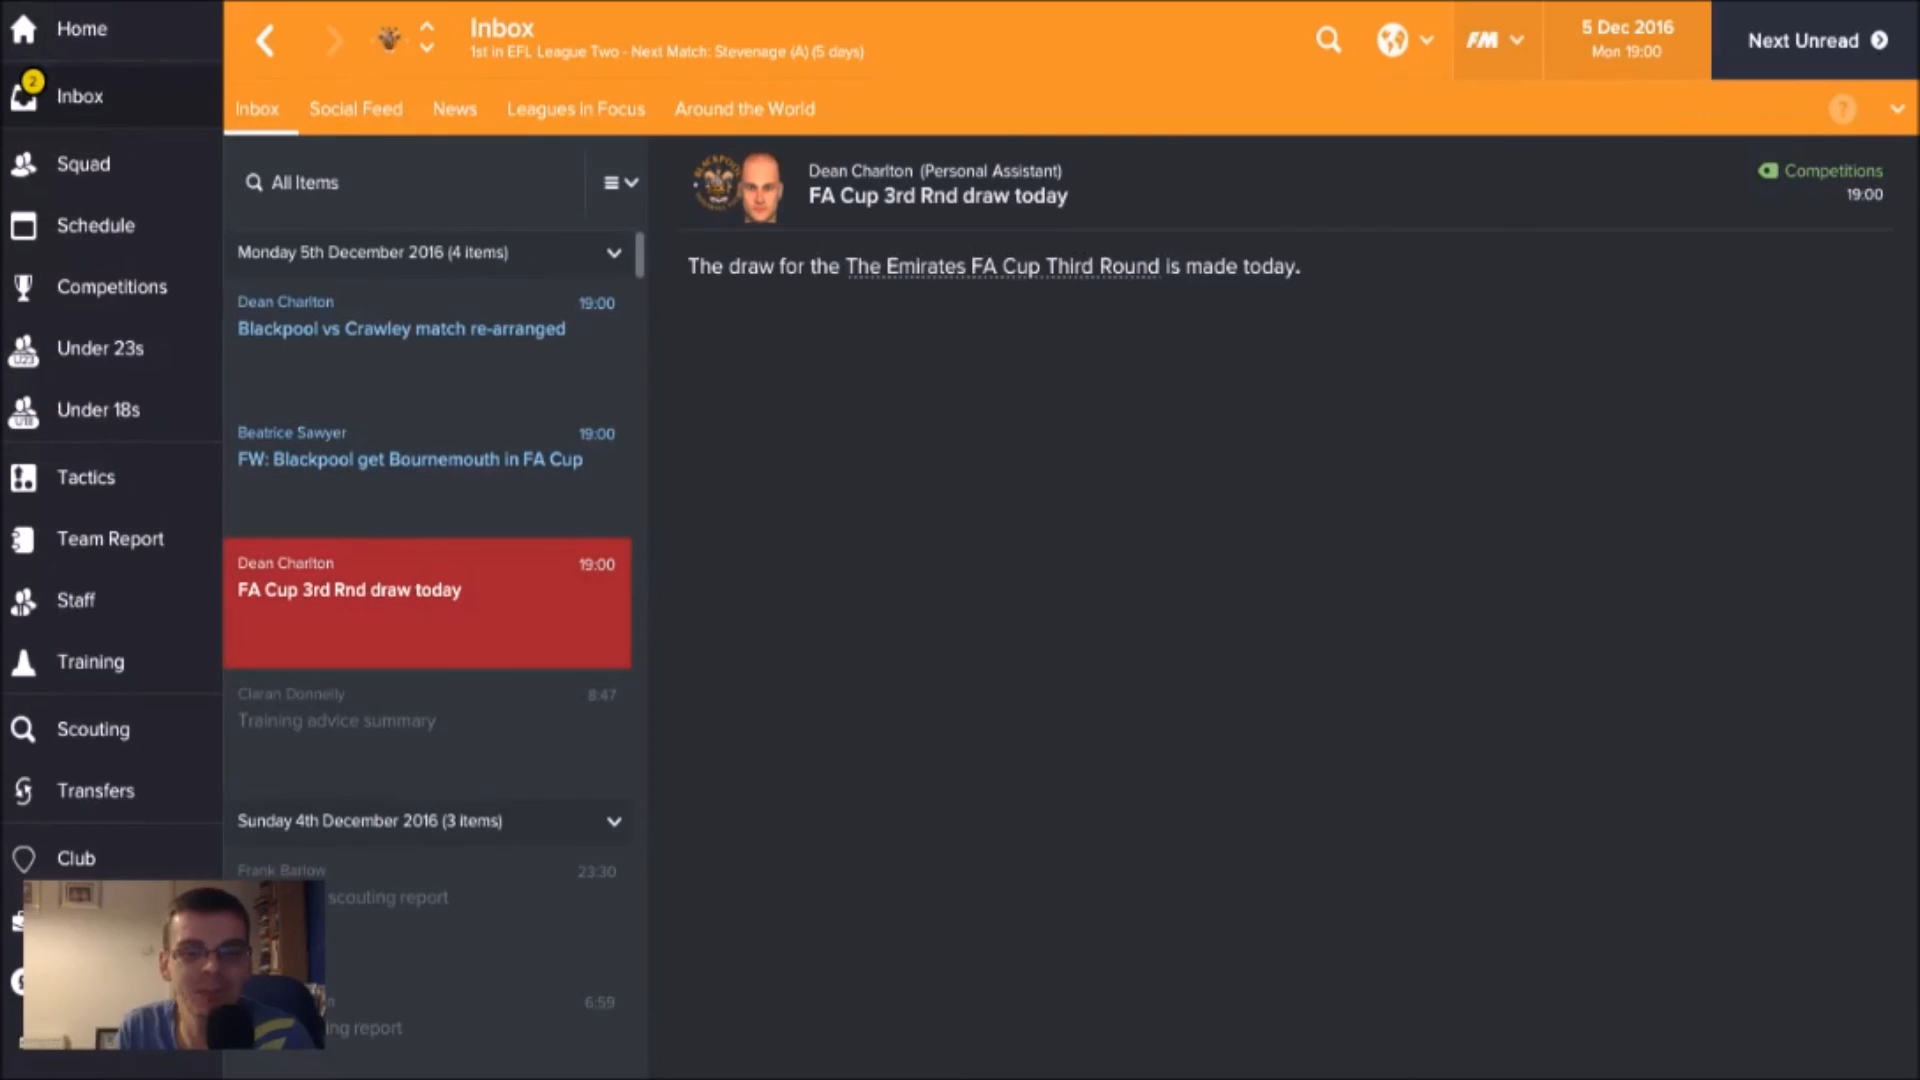 Home
2
Inbox
Squad
Schedule
Competitions
Under 23s
Under 18s
Tactics
Team Report
Staff
Training
Scouting
Transfers
Club
Inbox
1st in EFL League Two - Next Match: Stevenage (A) (5 days)
FM
5 Dec 2016
Mon 19:00
Next Unread
Inbox
Social Feed
News
Leagues in Focus
Around the World
?
All Items
Monday 5th December 2016 (4 items)
Dean Charlton
19:00
Blackpool vs Crawley match re-arranged
Beatrice Sawyer
19:00
FW: Blackpool get Bournemouth in FA Cup
Dean Charlton
19:00
FA Cup 3rd Rnd draw today
Ciaran Donnelly
8:47
Training advice summary
Sunday 4th December 2016 (3 items)
Frank Barlow
23:30
scouting report
6:59
report
BLACKPOOL
Dean Charlton (Personal Assistant)
FA Cup 3rd Rnd draw today
Competitions
19:00
The draw for the The Emirates FA Cup Third Round is made today.